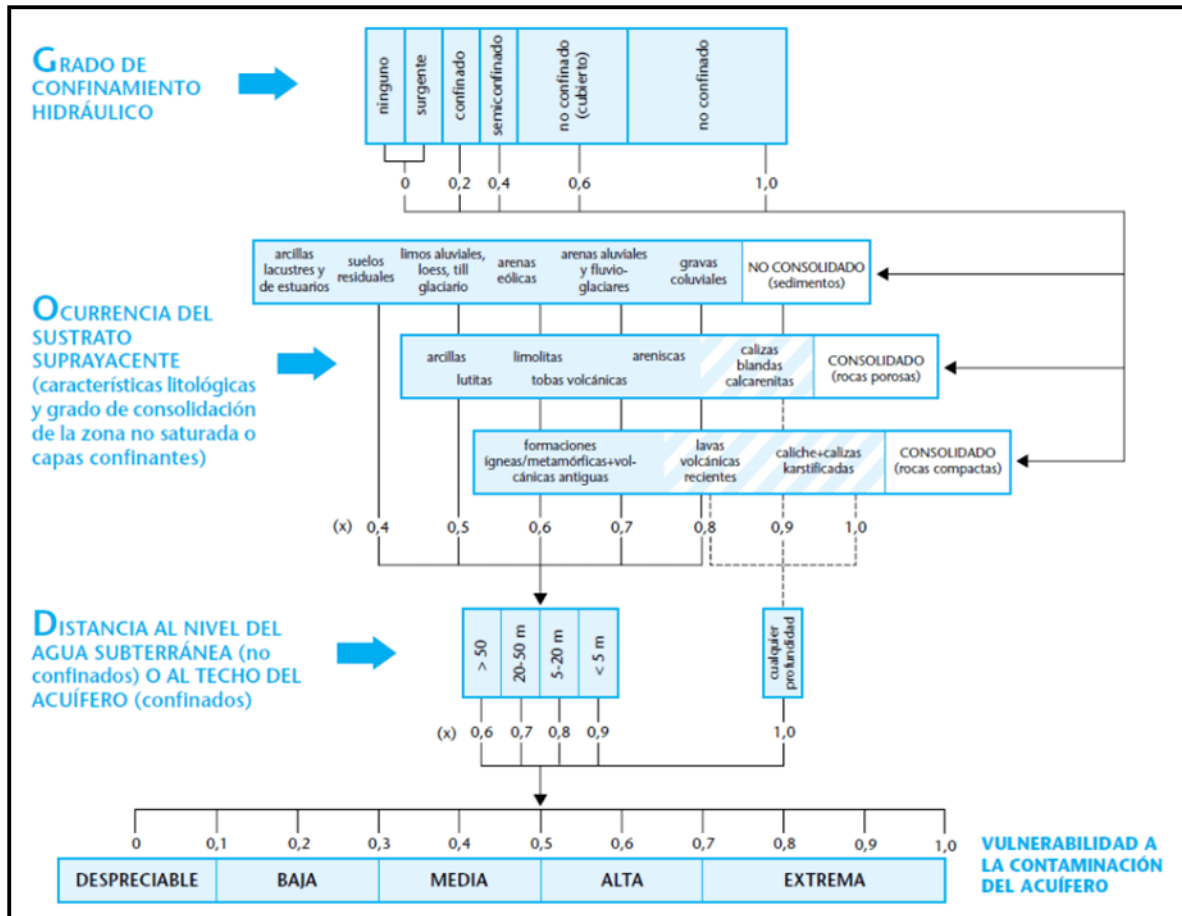 GRADO DE
CONFINAMIENTO
HIDRÁULICO
ninguno
surgente
confinado
semiconfinado
no confinado
(cubierto)
no confinado
0
0,2
0,4
0,6
1,0
OCURRENCIA DEL
SUSTRATO
SUPRAYACENTE
(características litológicas
y grado de consolidación
de la zona no saturada o
capas confinantes)
arcillas
lacustres y
de estuarios
suelos
residuales
limos aluviales,
loess, till
glaciario
arenas
eólicas
arenas aluviales
y fluvio-
glaciares
gravas
coluviales
NO CONSOLIDADO
(sedimentos)
arcillas
lutitas
limolitas
tobas volcánicas
areniscas
calizas
blandas
calcarenitas
CONSOLIDADO
(rocas porosas)
formaciones
ígneas/metamórficas+vol-
cánicas antiguas
lavas
volcánicas
recientes
caliche+calizas
karstificadas
CONSOLIDADO
(rocas compactas)
(x) 0,4 0,5 0,6 0,7 0,8 0,9 1,0
DISTANCIA AL NIVEL DEL
AGUA SUBTERRÁNEA (no
confinados) O AL TECHO DEL
ACUÍFERO (confinados)
> 50
20-50 m
5-20 m
< 5 m
cualquier
profundidad
(x) 0,6 0,7 0,8 0,9 1,0
0 0,1 0,2 0,3 0,4 0,5 0,6 0,7 0,8 0,9 1,0
DESPRECIABLE BAJA MEDIA ALTA EXTREMA
VULNERABILIDAD A
LA CONTAMINACIÓN
DEL ACUÍFERO